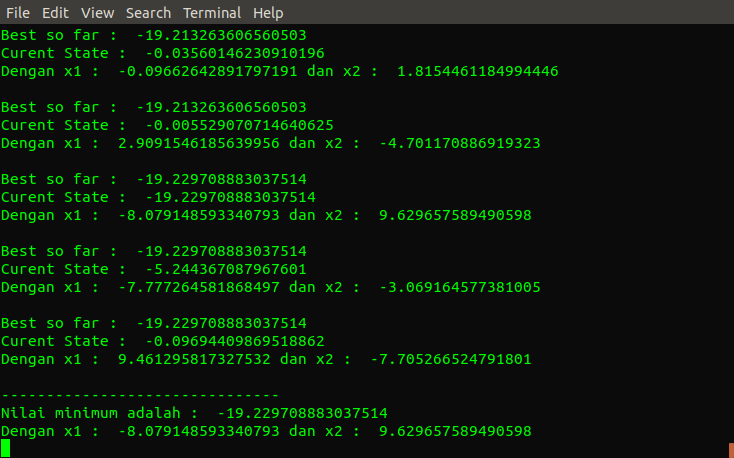 File Edit View Search Terminal Help
Best so far :  -19.213263606560503
Curent State :  -0.03560146230910196
Dengan x1 :  -0.09662642891797191 dan x2 :  1.8154461184994446
Best so far :  -19.213263606560503
Curent State :  -0.005529070714640625
Dengan x1 :  2.9091546185639956 dan x2 :  -4.701170886919323
Best so far :  -19.229708883037514
Curent State :  -19.229708883037514
Dengan x1 :  -8.079148593340793 dan x2 :  9.629657589490598
Best so far :  -19.229708883037514
Curent State :  -5.244367087967601
Dengan x1 :  -7.777264581868497 dan x2 :  -3.069164577381005
Best so far :  -19.229708883037514
Curent State :  -0.09694409869518862
Dengan x1 :  9.461295817327532 dan x2 :  -7.705266524791801
-------------------------------
Nilai minimum adalah :  -19.229708883037514
Dengan x1 :  -8.079148593340793 dan x2 :  9.629657589490598